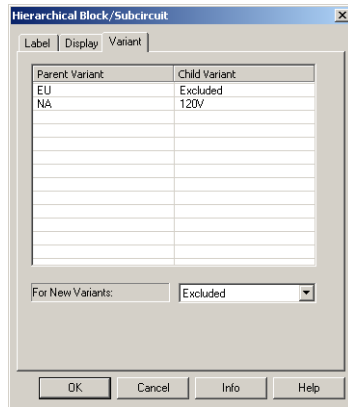 Hierarchical Block/Subcircuit
Label Display Variant
Parent Variant Child Variant
EU Excluded
NA 120V
For New Variants: Excluded
OK Cancel Info Help